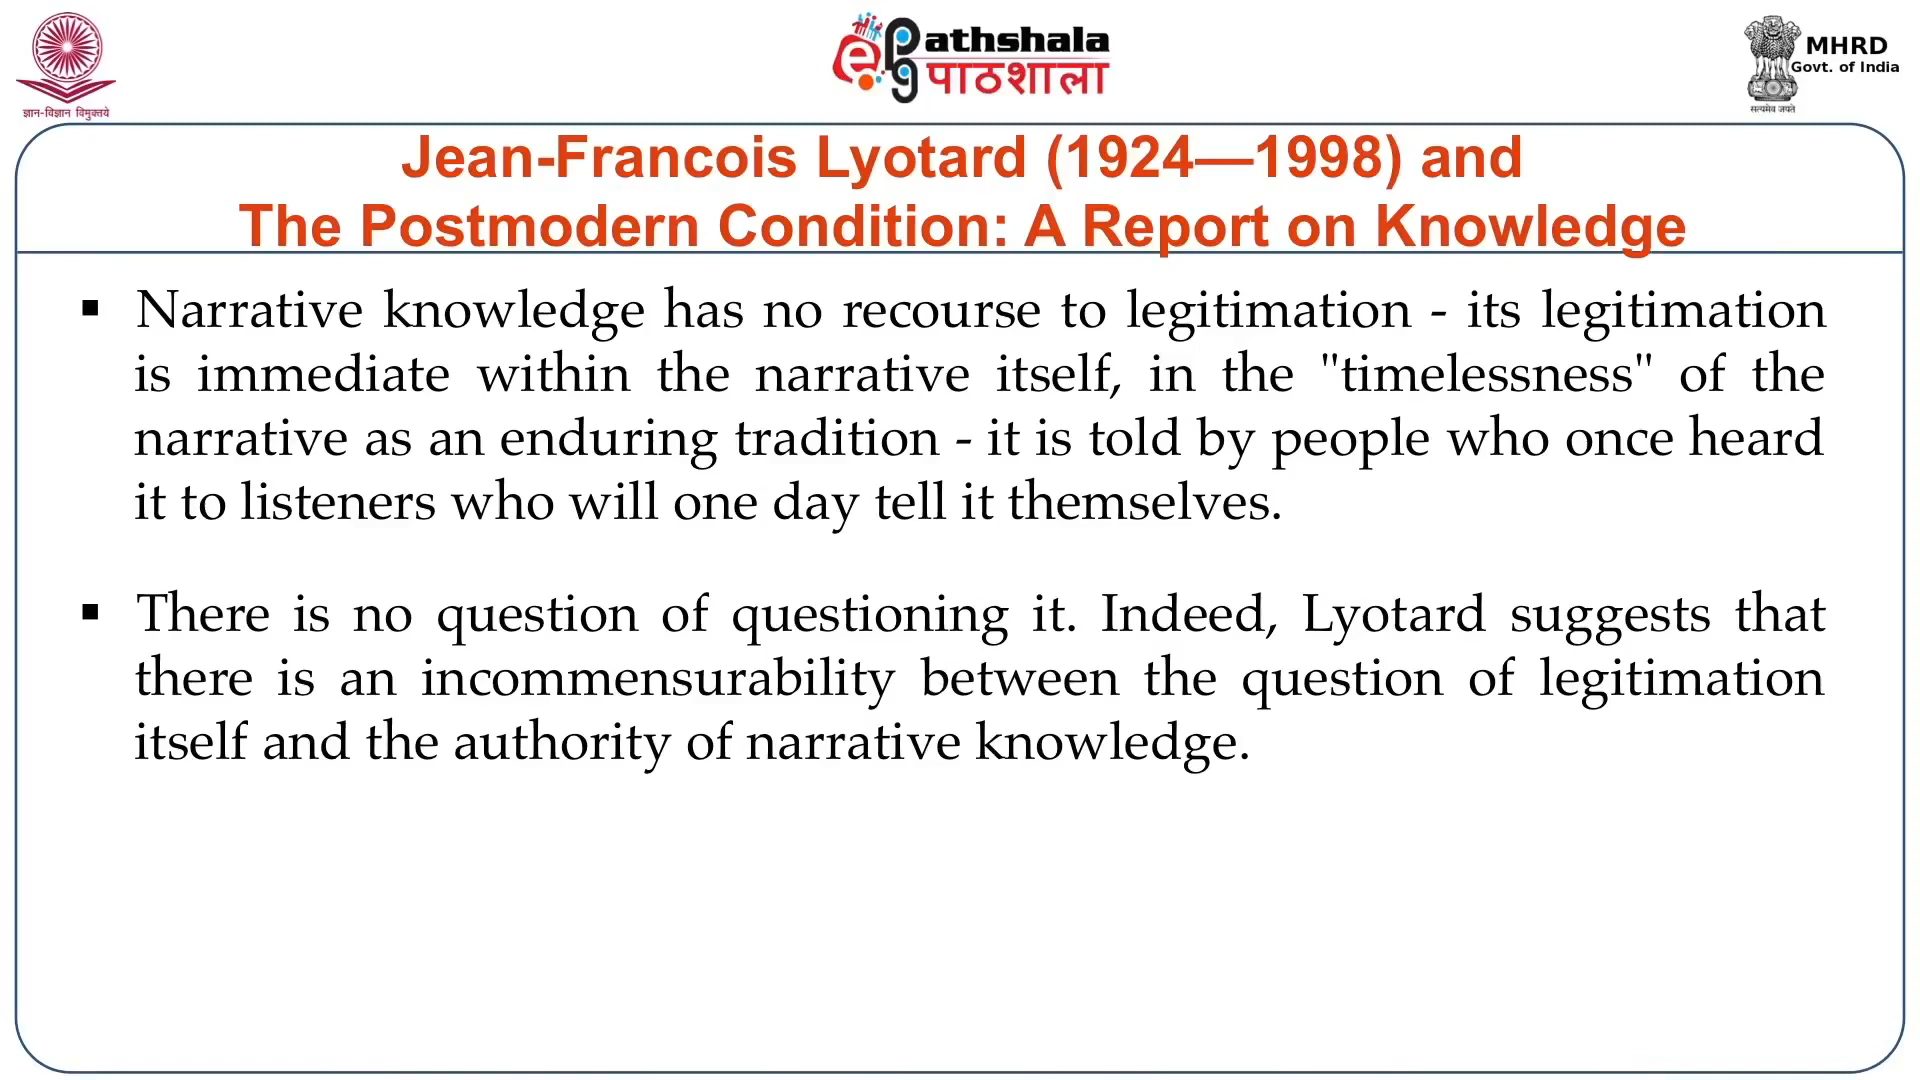 ज्ञान-विज्ञान विमुक्तये
e
pg
athshala
पाठशाला
MHRD
Govt. of India
सत्यमेव जयते
Jean-Francois Lyotard (1924—1998) and
The Postmodern Condition: A Report on Knowledge
▪ Narrative knowledge has no recourse to legitimation - its legitimation
is immediate within the narrative itself, in the "timelessness" of the
narrative as an enduring tradition - it is told by people who once heard
it to listeners who will one day tell it themselves.
▪ There is no question of questioning it. Indeed, Lyotard suggests that
there is an incommensurability between the question of legitimation
itself and the authority of narrative knowledge.